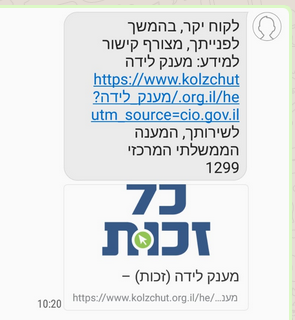 לקוח יקר, בהמשך
לפנייתך, מצורף קישור
למידע: מענק לידה
https://www.kolzchut
.org.il/he/מענק_לידה?
utm_source=cio.gov.il
לשירותך, המענה
הממשלתי המרכזי
1299
כל
זכות
מענק לידה (זכות) –
https://www.kolzchut.org.il/he/...מענ
10:20